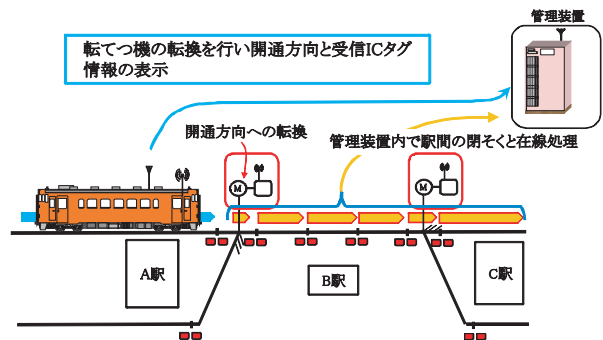 管理装置
転てつ機の転換を行い開通方向と受信ICタグ
情報の表示
開通方向への転換
管理装置内で駅間の閉そくと在線処理
M
M
A駅
B駅
C駅